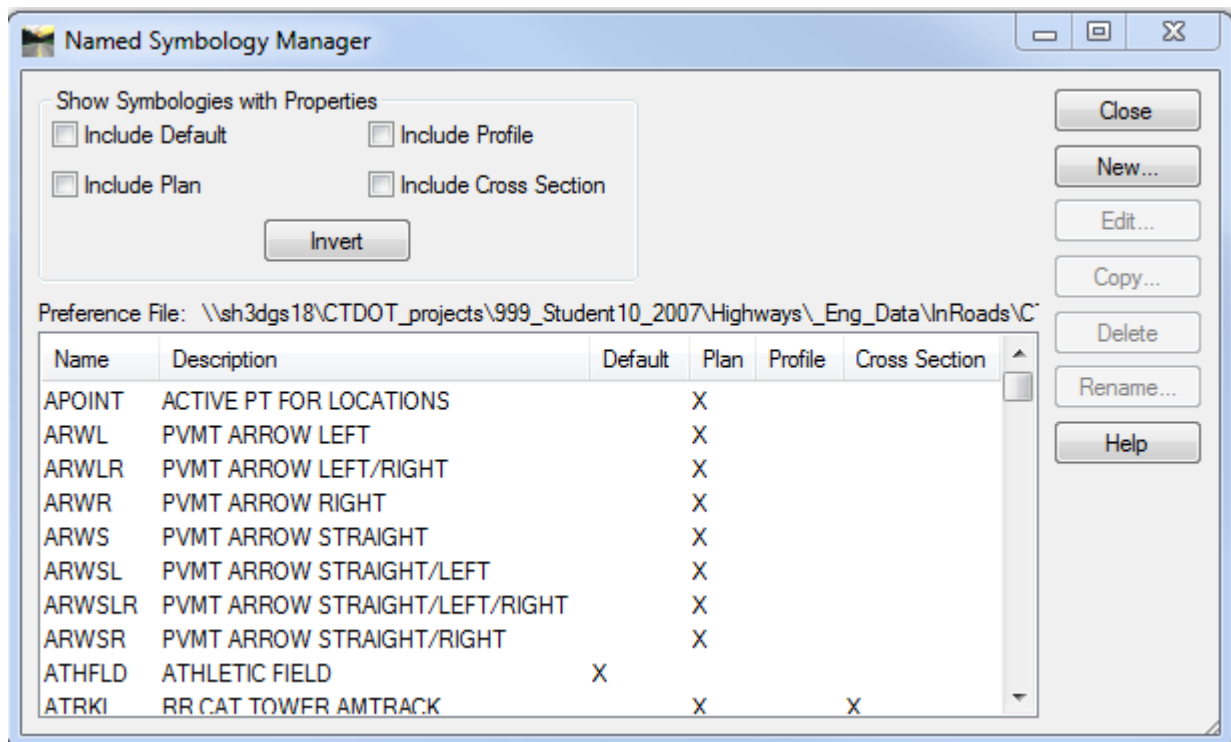 Named Symbology Manager
Show Symbologies with Properties
Include Default
Include Profile
Include Plan
Include Cross Section
Invert
Close
New...
Edit...
Copy...
Delete
Rename...
Help
Preference File: \\sh3dgs18\CTDOT_projects\999_Student10_2007\Highways\_Eng_Data\InRoads\C
Name Description Default Plan Profile Cross Section
APOINT ACTIVE PT FOR LOCATIONS X
ARWL PVMT ARROW LEFT X
ARWLR PVMT ARROW LEFT/RIGHT X
ARWR PVMT ARROW RIGHT X
ARWS PVMT ARROW STRAIGHT X
ARWSL PVMT ARROW STRAIGHT/LEFT X
ARWSLR PVMT ARROW STRAIGHT/LEFT/RIGHT X
ARWSR PVMT ARROW STRAIGHT/RIGHT X
ATHFLD ATHLETIC FIELD X
ATRKL RR CAT TOWER AMTRACK X X